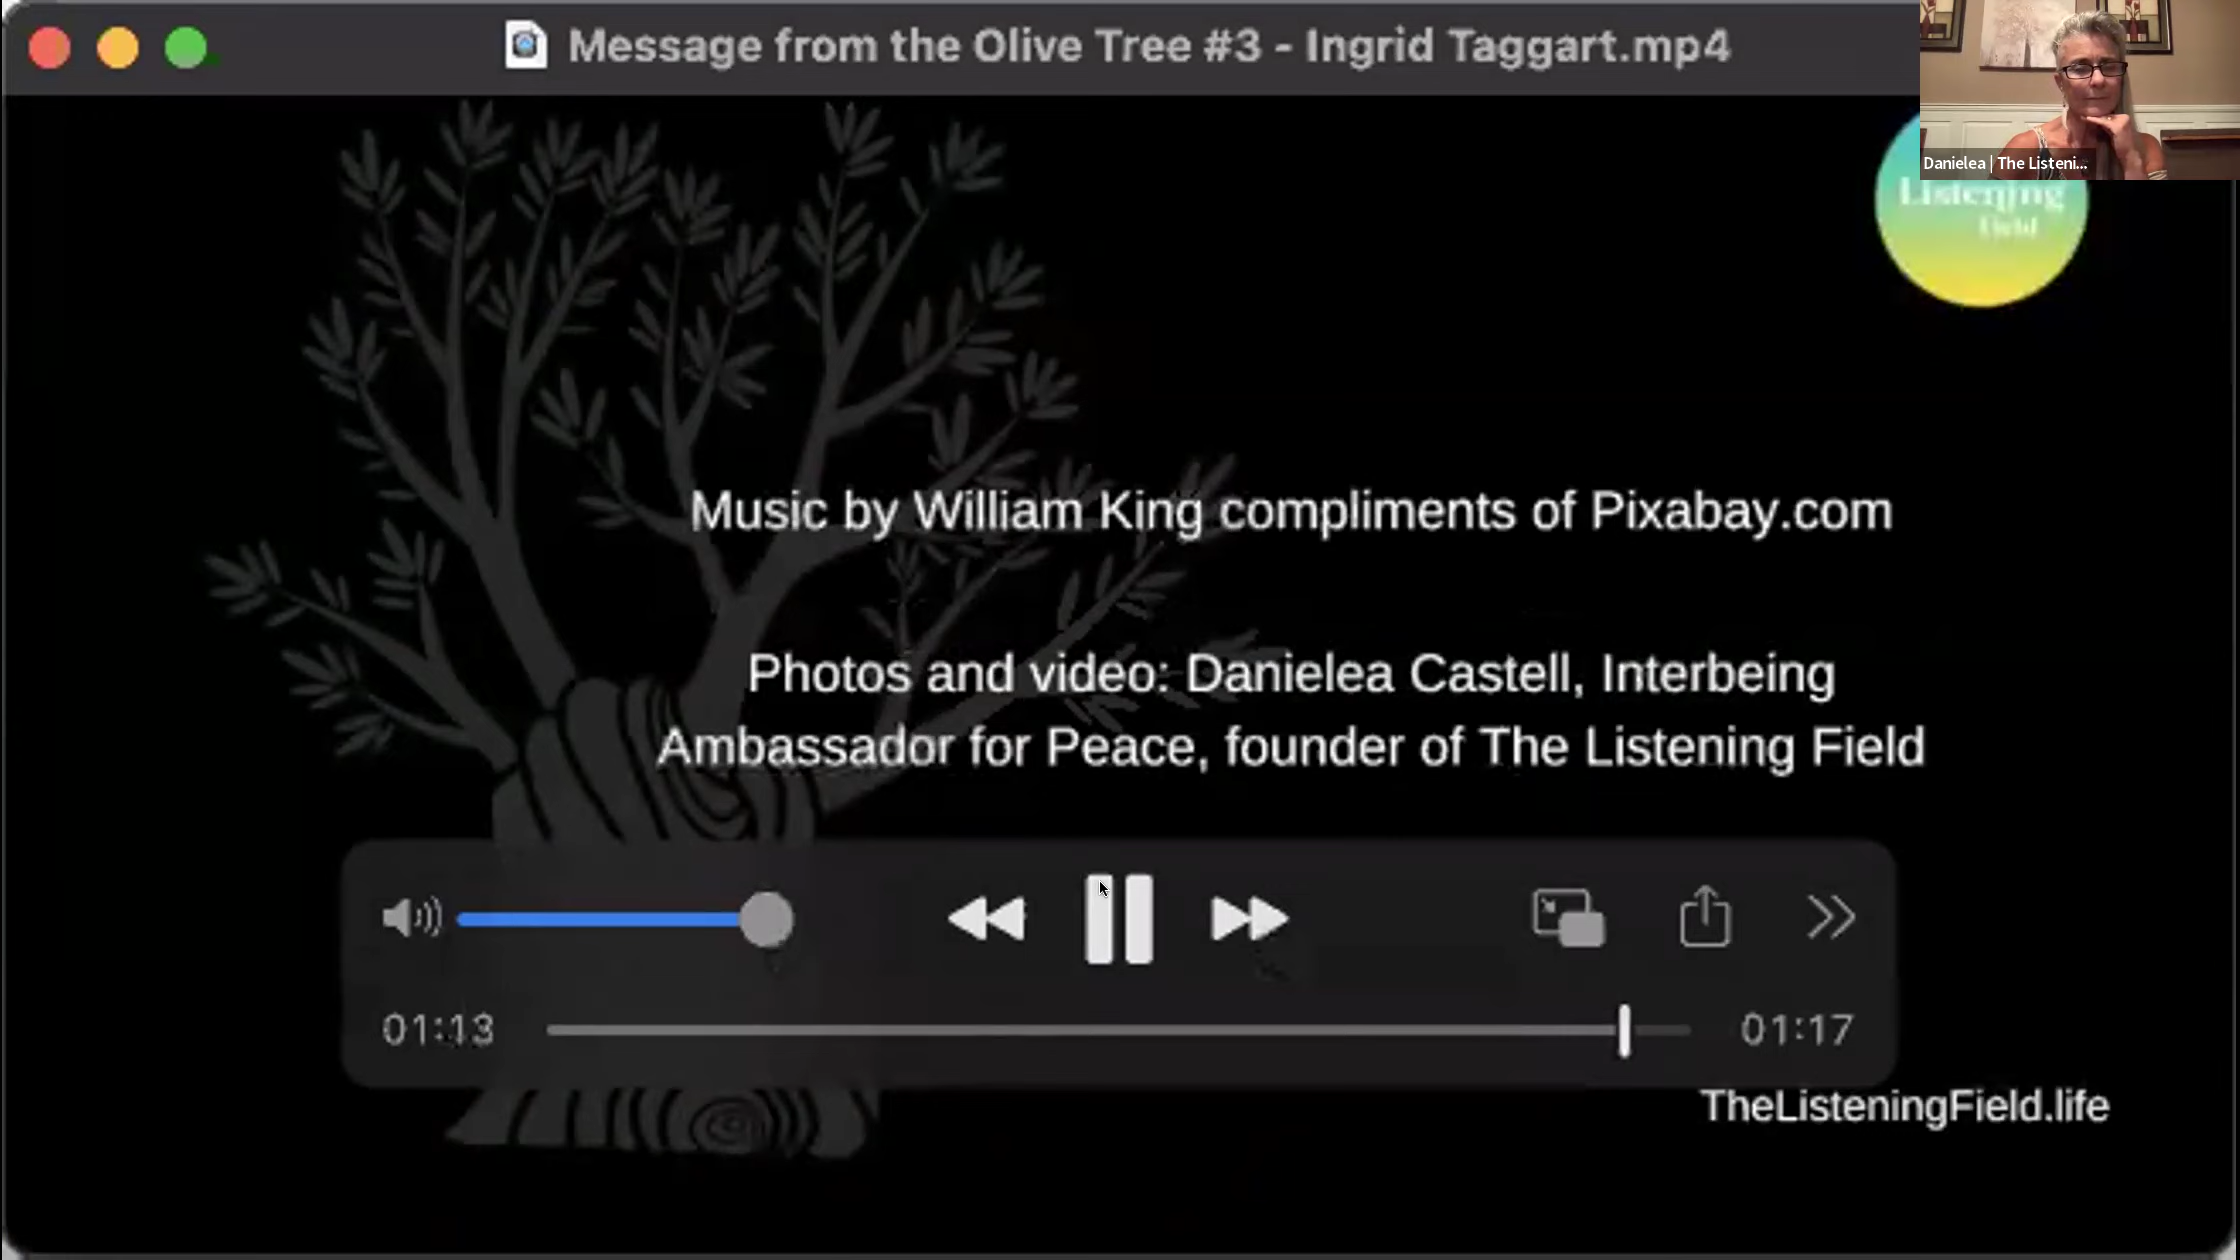 Message from the Olive Tree #3 - Ingrid Taggart.mp4
Danielea | The Listeni...
Listening
Field
Music by William King compliments of Pixabay.com
Photos and video: Danielea Castell, Interbeing
Ambassador for Peace, founder of The Listening Field
01:13
01:17
TheListeningField.life